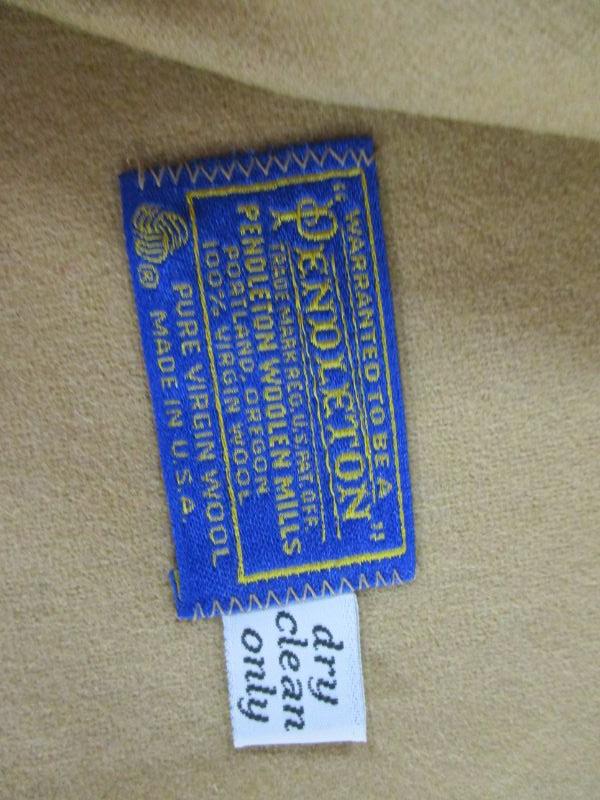 "WARRANTED TO BE A
PENDLETON"
TRADE MARK REG. U.S. PAT. OFF.
PENDLETON WOOLEN MILLS
PORTLAND, OREGON
100% VIRGIN WOOL
PURE VIRGIN WOOL
® MADE IN U.S.A.
dry
clean
only